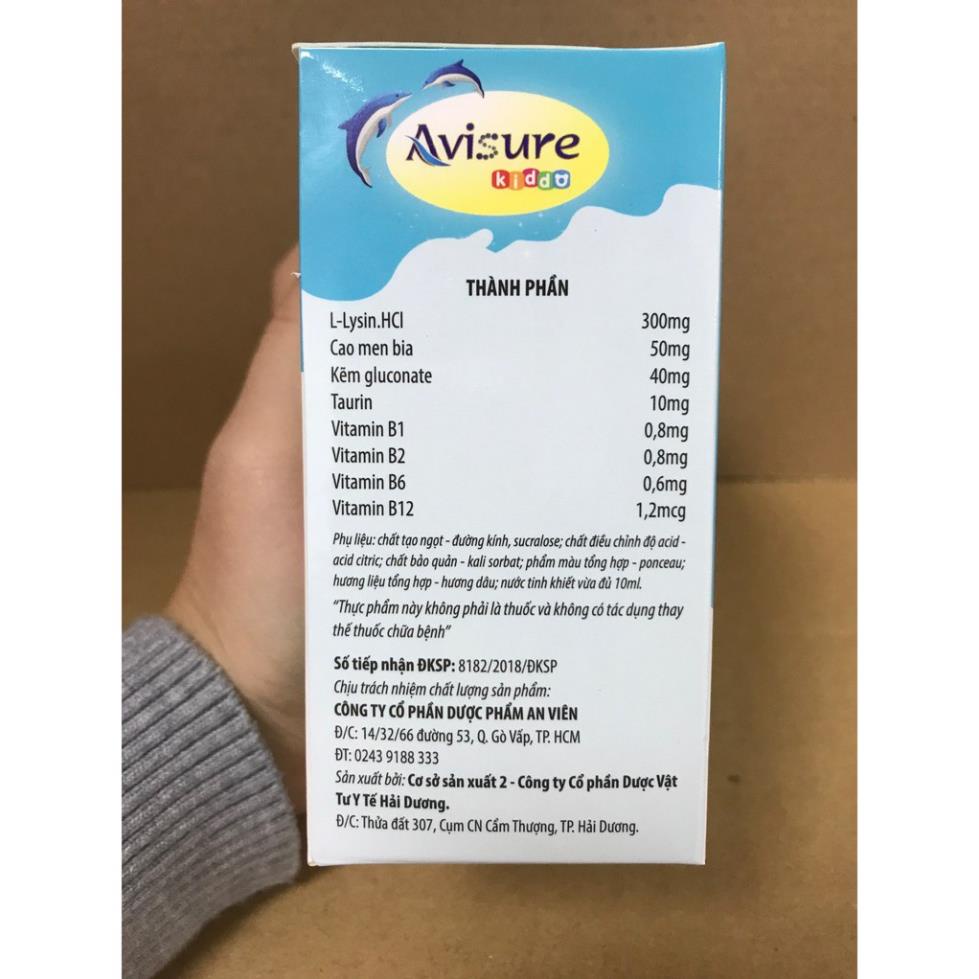 Avisure
kiddo
THÀNH PHẦN
L-Lysin.HCl 300mg
Cao men bia 50mg
Kẽm gluconate 40mg
Taurin 10mg
Vitamin B1 0,8mg
Vitamin B2 0,8mg
Vitamin B6 0,6mg
Vitamin B12 1,2mcg
Phụ liệu: chất tạo ngọt - đường kính, sucralose; chất điều chỉnh độ acid -
acid citric; chất bảo quản - kali sorbat; phẩm màu tổng hợp - ponceau;
hương liệu tổng hợp - hương dâu; nước tinh khiết vừa đủ 10ml.
"Thực phẩm này không phải là thuốc và không có tác dụng thay
thế thuốc chữa bệnh"
Số tiếp nhận ĐKSP: 8182/2018/ĐKSP
Chịu trách nhiệm chất lượng sản phẩm:
CÔNG TY CỔ PHẦN DƯỢC PHẨM AN VIÊN
Đ/C: 14/32/66 đường 53, Q. Gò Vấp, TP. HCM
ĐT: 0243 9188 333
Sản xuất bởi: Cơ sở sản xuất 2 - Công ty Cổ phần Dược Vật
Tư Y Tế Hải Dương.
Đ/C: Thửa đất 307, Cụm CN Cẩm Thượng, TP. Hải Dương.